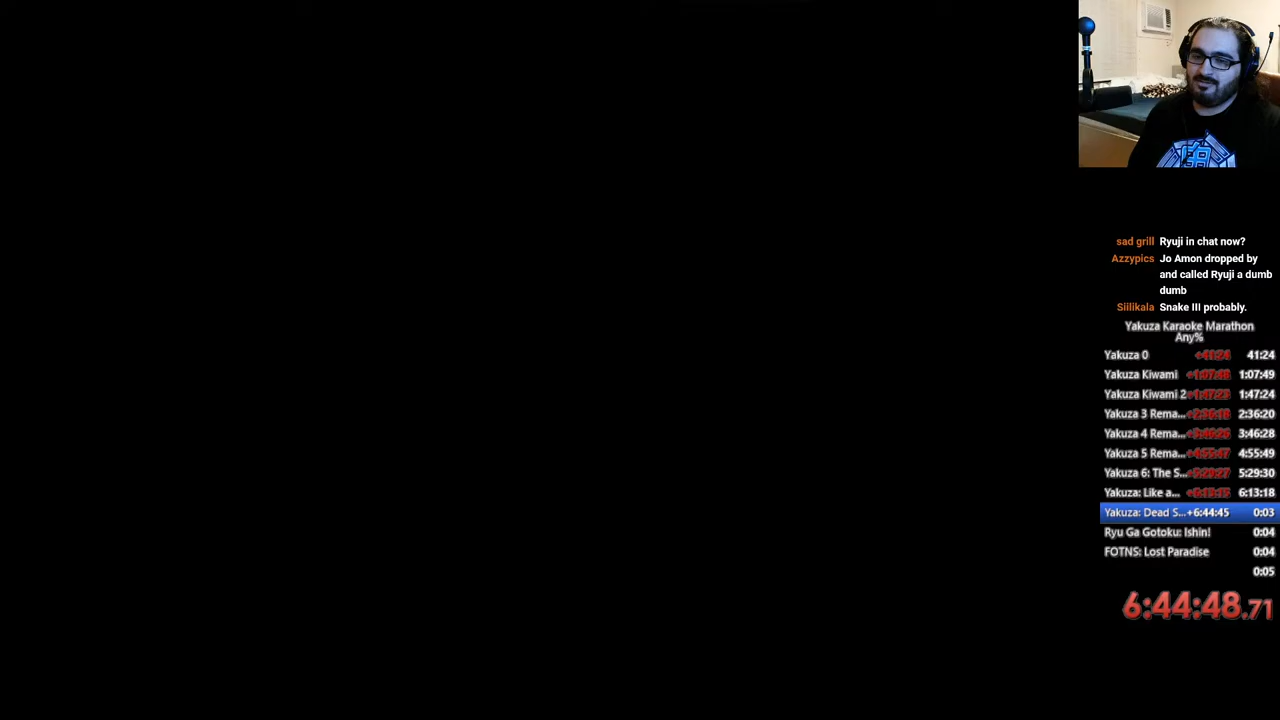 sad grill Ryuji in chat now?
Azzypics Jo Amon dropped by
and called Ryuji a dumb
dumb
Siilikala Snake III probably.
Yakuza Karaoke Marathon
Any%
Yakuza 0 +41:24 41:24
Yakuza Kiwami 1:07:49
Yakuza Kiwami 2 1:47:24
Yakuza 3 Rema... 2:36:20
Yakuza 4 Rema... 3:46:28
Yakuza 5 Rema... 4:55:49
Yakuza 6: The S... 5:29:30
Yakuza: Like a... 6:13:18
Yakuza: Dead S... +6:44:45 0:03
Ryu Ga Gotoku: Ishin! 0:04
FOTNS: Lost Paradise 0:04
0:05
6:44:48.71